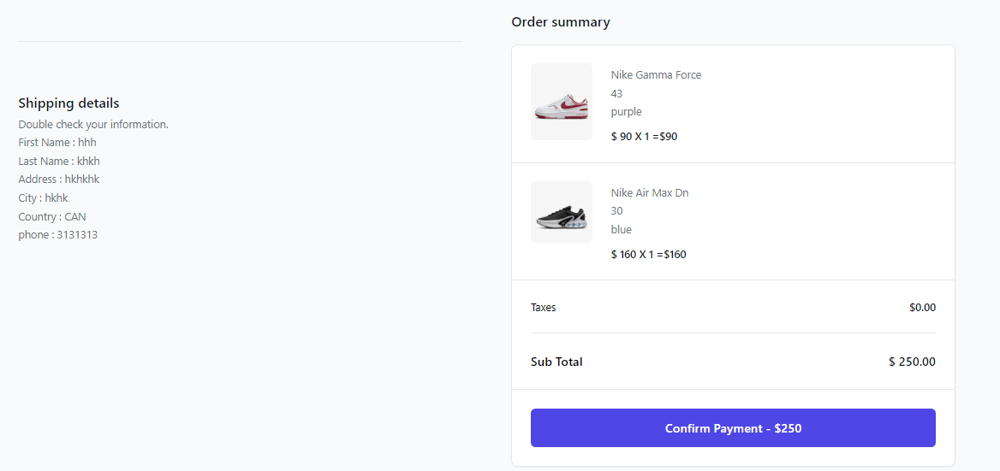 Shipping details
Double check your information.
First Name : hhh
Last Name : khkh
Address : hkhkhk
City : hkhk
Country : CAN
phone : 3131313
Order summary
Nike Gamma Force
43
purple
$ 90 X 1 =$90
Nike Air Max Dn
30
blue
$ 160 X 1 =$160
Taxes $0.00
Sub Total $ 250.00
Confirm Payment - $250